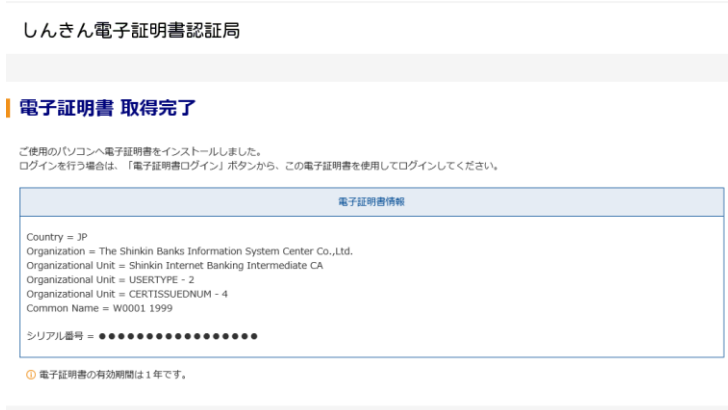 しんきん電子証明書認証局
電子証明書 取得完了
ご使用のパソコンへ電子証明書をインストールしました。
ログインを行う場合は、「電子証明書ログイン」ボタンから、この電子証明書を使用してログインしてください。
電子証明書情報
Country = JP
Organization = The Shinkin Banks Information System Center Co.,Ltd.
Organizational Unit = Shinkin Internet Banking Intermediate CA
Organizational Unit = USERTYPE - 2
Organizational Unit = CERTISSUEDNUM - 4
Common Name = W0001 1999
シリアル番号 = ●●●●●●●●●●●●●●●●●
電子証明書の有効期間は１年です。